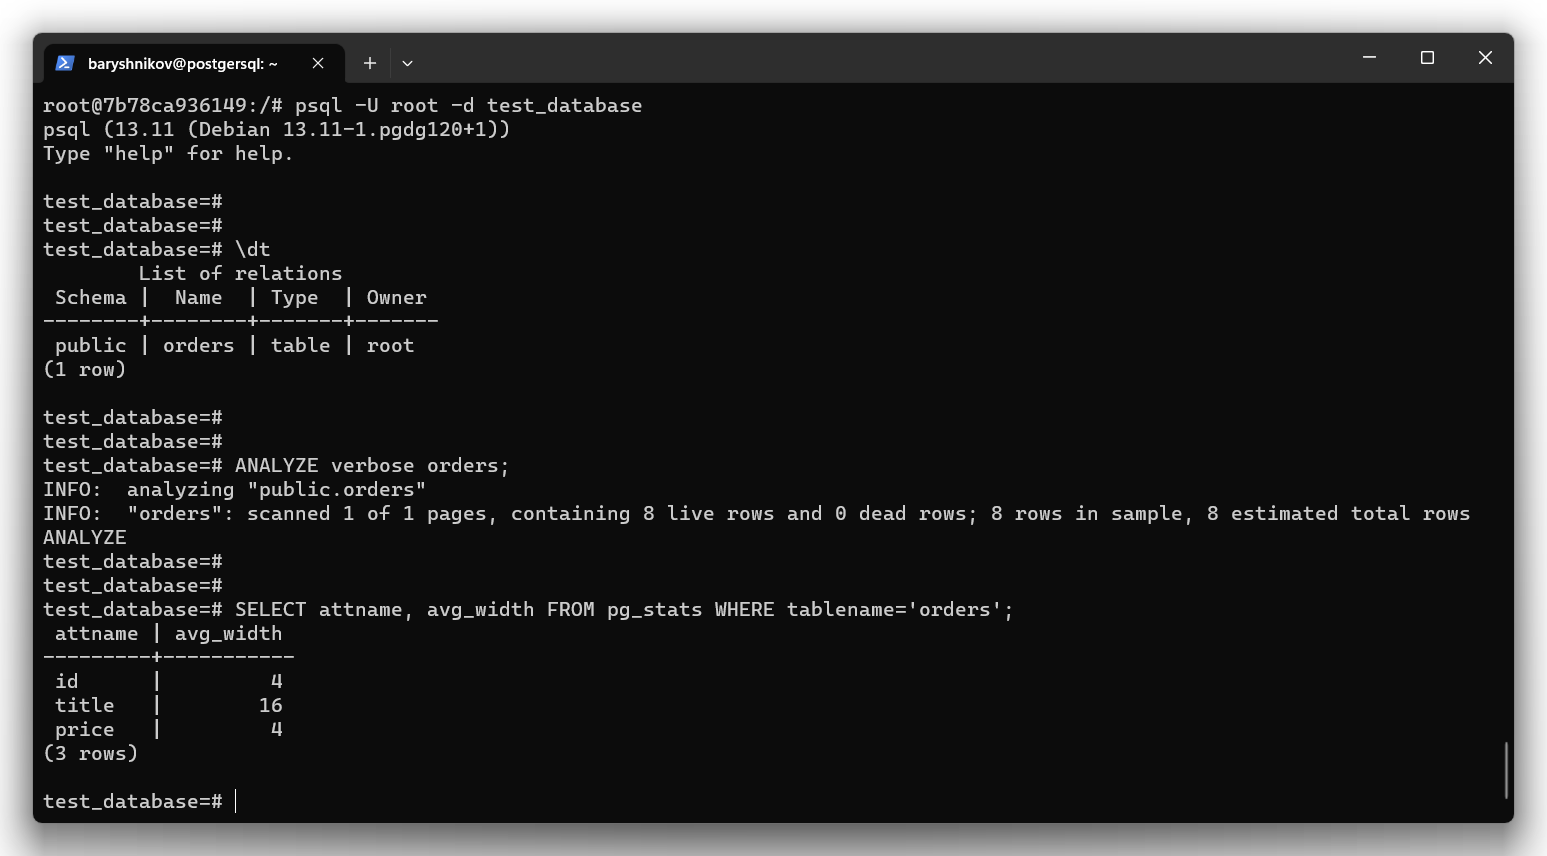 baryshnikov@postgersql: ~
root@7b78ca936149:/# psql -U root -d test_database
psql (13.11 (Debian 13.11-1.pgdg120+1))
Type "help" for help.
test_database=#
test_database=#
test_database=# \dt
        List of relations
 Schema |  Name  | Type  | Owner
--------+--------+-------+-------
 public | orders | table | root
(1 row)
test_database=#
test_database=#
test_database=# ANALYZE verbose orders;
INFO:  analyzing "public.orders"
INFO:  "orders": scanned 1 of 1 pages, containing 8 live rows and 0 dead rows; 8 rows in sample, 8 estimated total rows
ANALYZE
test_database=#
test_database=#
test_database=# SELECT attname, avg_width FROM pg_stats WHERE tablename='orders';
 attname | avg_width
---------+-----------
 id      |         4
 title   |        16
 price   |         4
(3 rows)
test_database=#